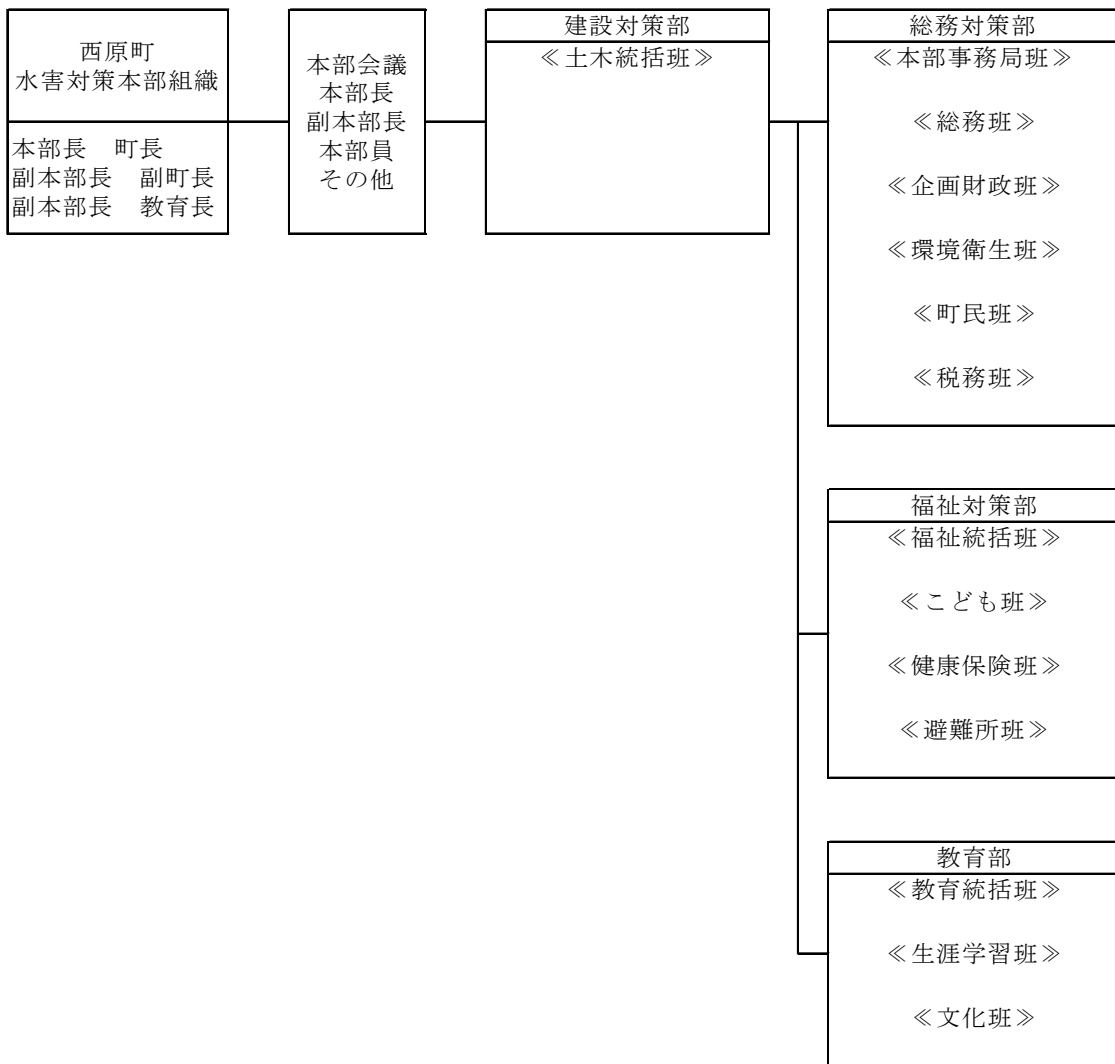 西原町
水害対策本部組織
本部長　町長
副本部長　副町長
副本部長　教育長
本部会議
本部長
副本部長
本部員
その他
建設対策部
≪土木統括班≫
総務対策部
≪本部事務局班≫
≪総務班≫
≪企画財政班≫
≪環境衛生班≫
≪町民班≫
≪税務班≫
福祉対策部
≪福祉統括班≫
≪こども班≫
≪健康保険班≫
≪避難所班≫
教育部
≪教育統括班≫
≪生涯学習班≫
≪文化班≫